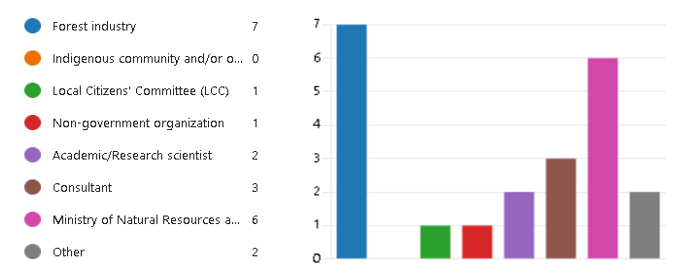 Forest industry 7
Indigenous community and/or o... 0
Local Citizens' Committee (LCC) 1
Non-government organization 1
Academic/Research scientist 2
Consultant 3
Ministry of Natural Resources a... 6
Other 2
7
6
5
4
3
2
1
0